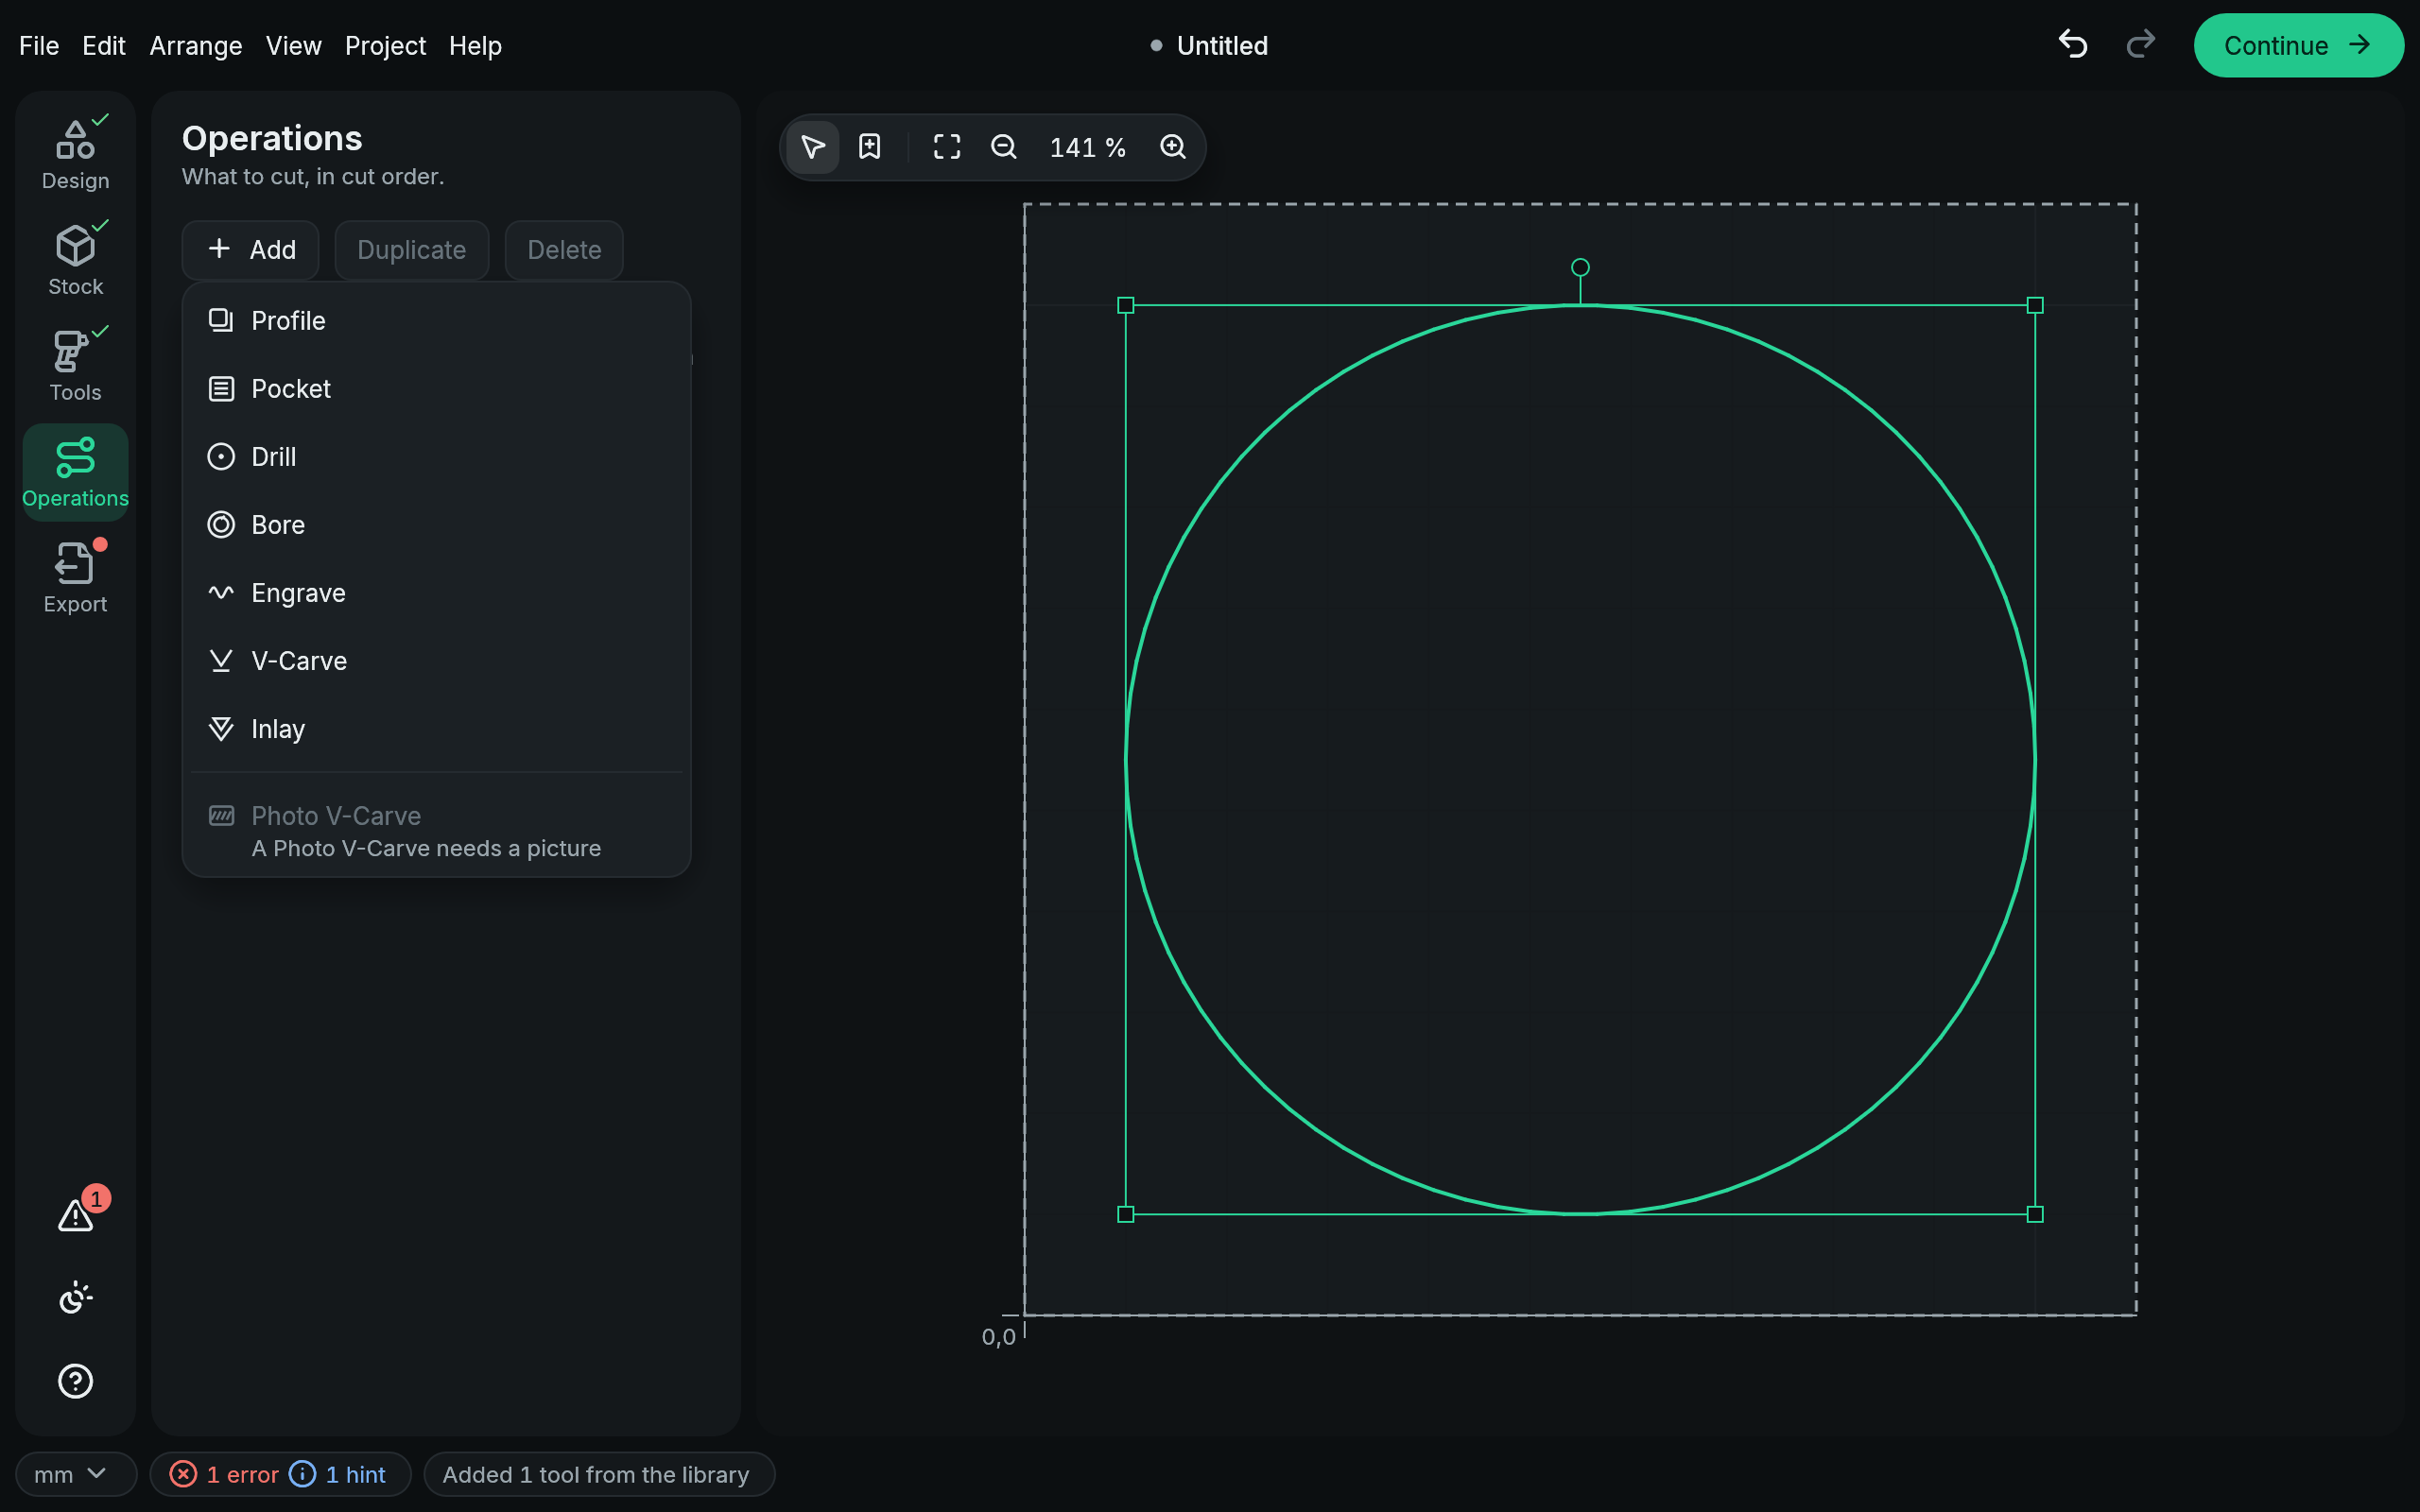 File Edit Arrange View Project Help
Untitled
Continue
Design
Stock
Tools
Operations
Export
1
Operations
What to cut, in cut order.
Add Duplicate Delete
Profile
Pocket
Drill
Bore
Engrave
V-Carve
Inlay
Photo V-Carve
A Photo V-Carve needs a picture
141 %
0,0
mm
1 error 1 hint
Added 1 tool from the library